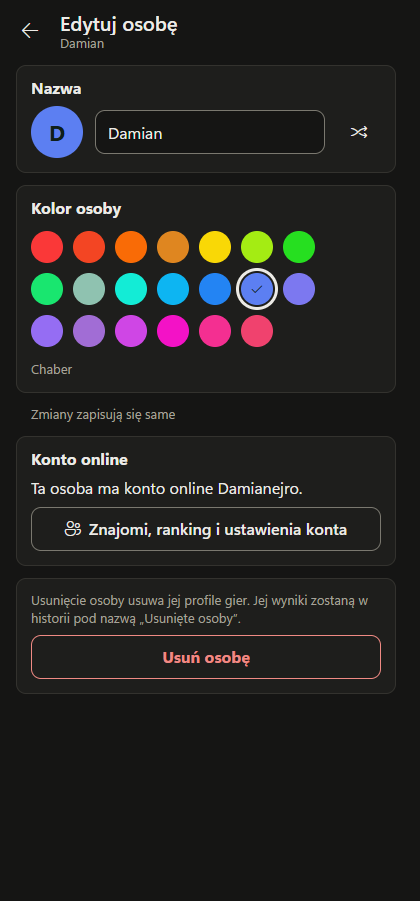 Edytuj osobę
Damian
Nazwa
D
Damian
Kolor osoby
Chaber
Zmiany zapisują się same
Konto online
Ta osoba ma konto online Damianejro.
Znajomi, ranking i ustawienia konta
Usunięcie osoby usuwa jej profile gier. Jej wyniki zostaną w
historii pod nazwą „Usunięte osoby”.
Usuń osobę